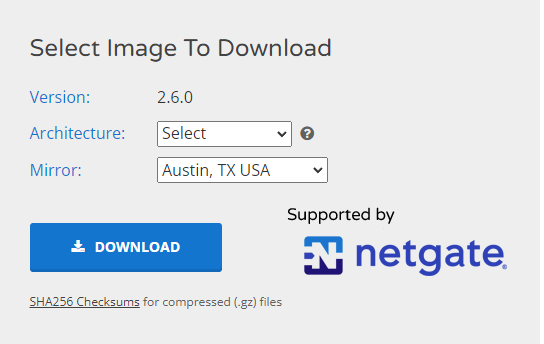 Select Image To Download
Version: 2.6.0
Architecture: Select
Mirror: Austin, TX USA
Supported by
DOWNLOAD
netgate®
SHA256 Checksums for compressed (.gz) files